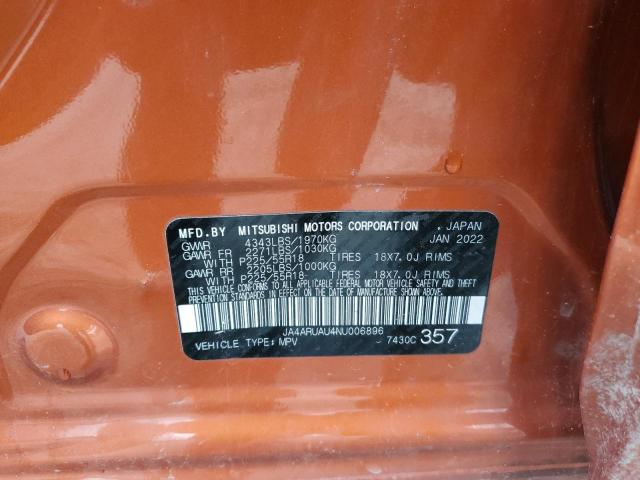 MFD.BY MITSUBISHI MOTORS CORPORATION, JAPAN
GVWR 4343LBS/1970KG JAN 2022
GAWR FR 2271LBS/1030KG
WITH P225/55R18 TIRES 18X7.0J RIMS
GAWR RR 2205LBS/1000KG
WITH P225/55R18 TIRES 18X7.0J RIMS
THIS VEHICLE CONFORMS TO ALL APPLICABLE FEDERAL MOTOR VEHICLE SAFETY AND THEFT
PREVENTION STANDARDS IN EFFECT ON THE DATE OF MANUFACTURE SHOWN ABOVE.
JA4ARUAU4NU006896
VEHICLE TYPE: MPV 7430C 357